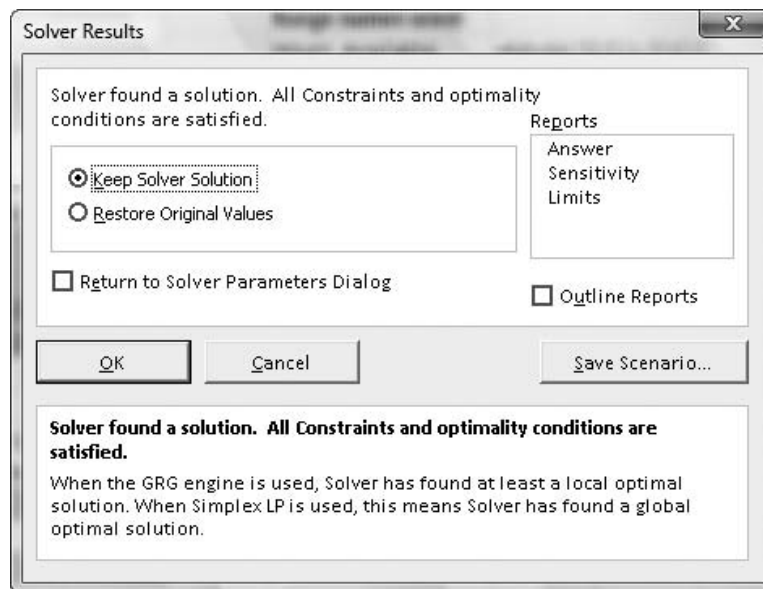 Solver Results
Solver found a solution. All Constraints and optimality
conditions are satisfied.
Reports
Answer
Sensitivity
Limits
Keep Solver Solution
Restore Original Values
Return to Solver Parameters Dialog
Outline Reports
OK
Cancel
Save Scenario...
Solver found a solution. All Constraints and optimality conditions are
satisfied.
When the GRG engine is used, Solver has found at least a local optimal
solution. When Simplex LP is used, this means Solver has found a global
optimal solution.